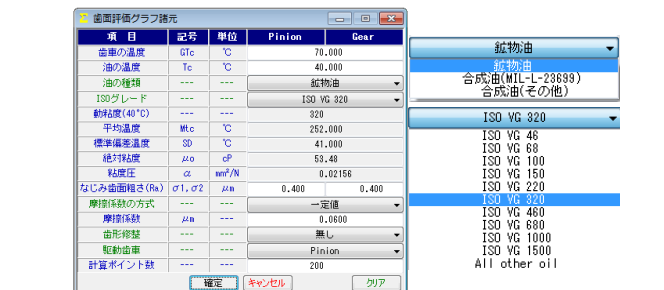 歯面評価グラフ諸元
項 目 記号 単位 Pinion Gear
歯車の温度 GTc ℃ 70.000
油の温度 Tc ℃ 40.000
油の種類 --- --- 鉱物油
ISOグレード --- --- ISO VG 320
動粘度(40℃) --- --- 320
平均温度 Mtc ℃ 252.000
標準偏差温度 SD ℃ 41.000
絶対粘度 μo cP 53.48
粘度圧 α mm²/N 0.02156
なじみ歯面粗さ(Ra) σ1,σ2 μm 0.400 0.400
摩擦係数の方式 --- --- 一定値
摩擦係数 μm --- 0.0600
歯形修整 --- --- 無し
駆動歯車 --- --- Pinion
計算ポイント数 --- --- 200
確定 キャンセル クリア
鉱物油
鉱物油
合成油(MIL-L-23699)
合成油(その他)
ISO VG 320
ISO VG 46
ISO VG 68
ISO VG 100
ISO VG 150
ISO VG 220
ISO VG 320
ISO VG 460
ISO VG 680
ISO VG 1000
ISO VG 1500
All other oil